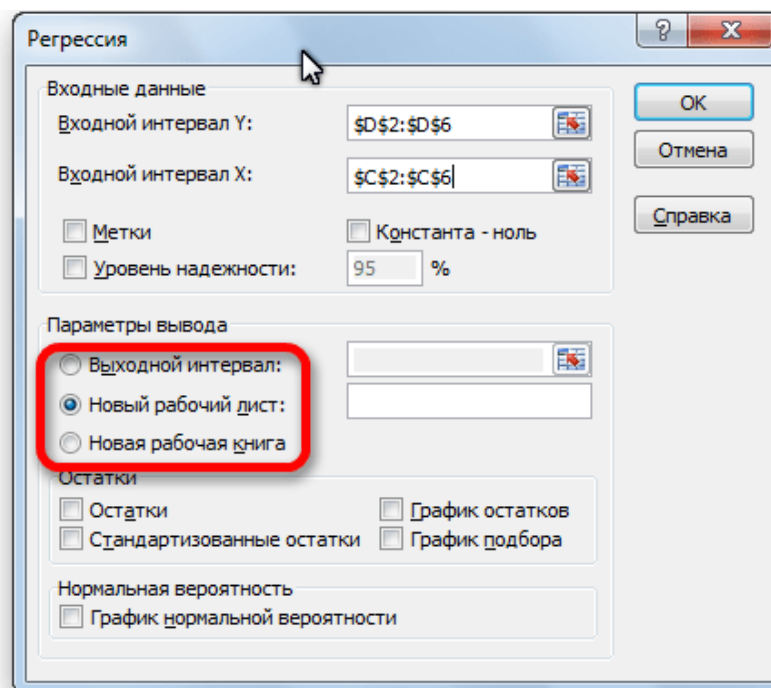 Регрессия
Входные данные
Входной интервал Y: $D$2:$D$6
Входной интервал X: $C$2:$C$6
Метки Константа - ноль
Уровень надежности: 95 %
Параметры вывода
Выходной интервал:
Новый рабочий лист:
Новая рабочая книга
Остатки
Остатки График остатков
Стандартизованные остатки График подбора
Нормальная вероятность
График нормальной вероятности
?
OK
Отмена
Справка